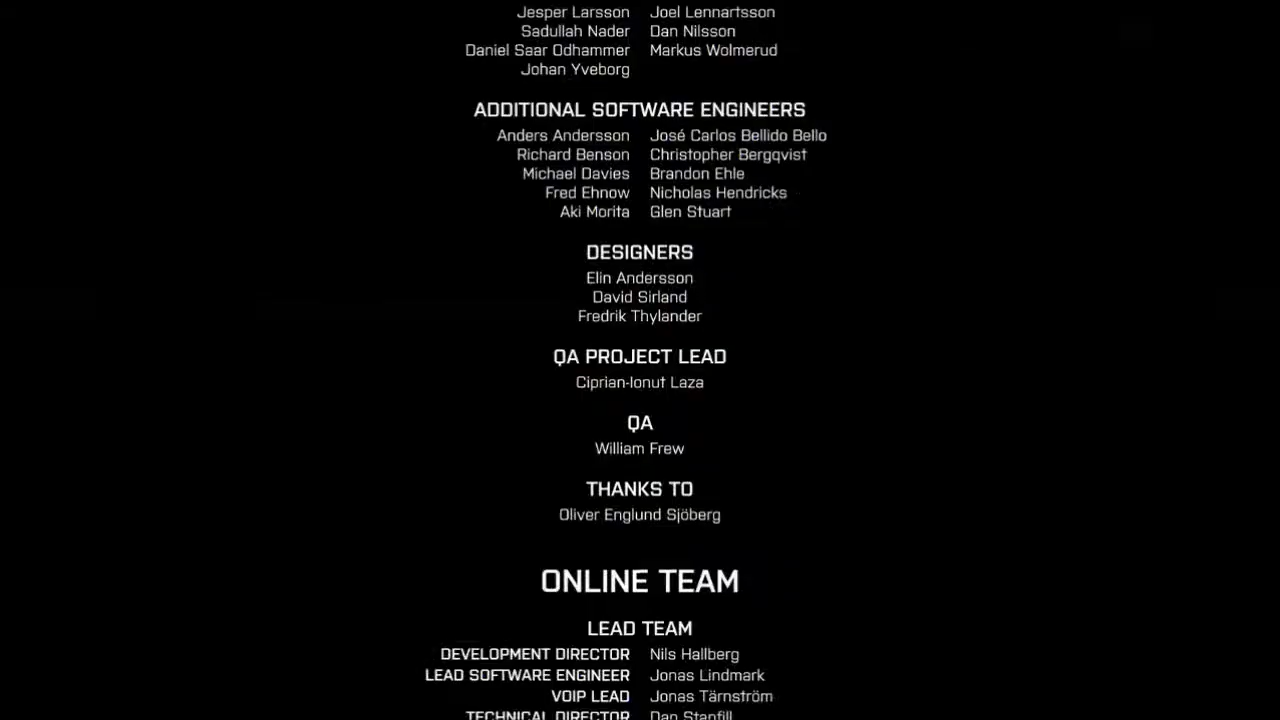 Jesper Larsson Joel Lennartsson
Sadullah Nader Dan Nilsson
Daniel Saar Odhammer Markus Wolmerud
Johan Yveborg
ADDITIONAL SOFTWARE ENGINEERS
Anders Andersson José Carlos Bellido Bello
Richard Benson Christopher Bergqvist
Michael Davies Brandon Ehle
Fred Ehnow Nicholas Hendricks
Aki Morita Glen Stuart
DESIGNERS
Elin Andersson
David Sirland
Fredrik Thylander
QA PROJECT LEAD
Ciprian-Ionut Laza
QA
William Frew
THANKS TO
Oliver Englund Sjöberg
ONLINE TEAM
LEAD TEAM
DEVELOPMENT DIRECTOR Nils Hallberg
LEAD SOFTWARE ENGINEER Jonas Lindmark
VOIP LEAD Jonas Tärnström
TECHNICAL DIRECTOR Dan Stanfill